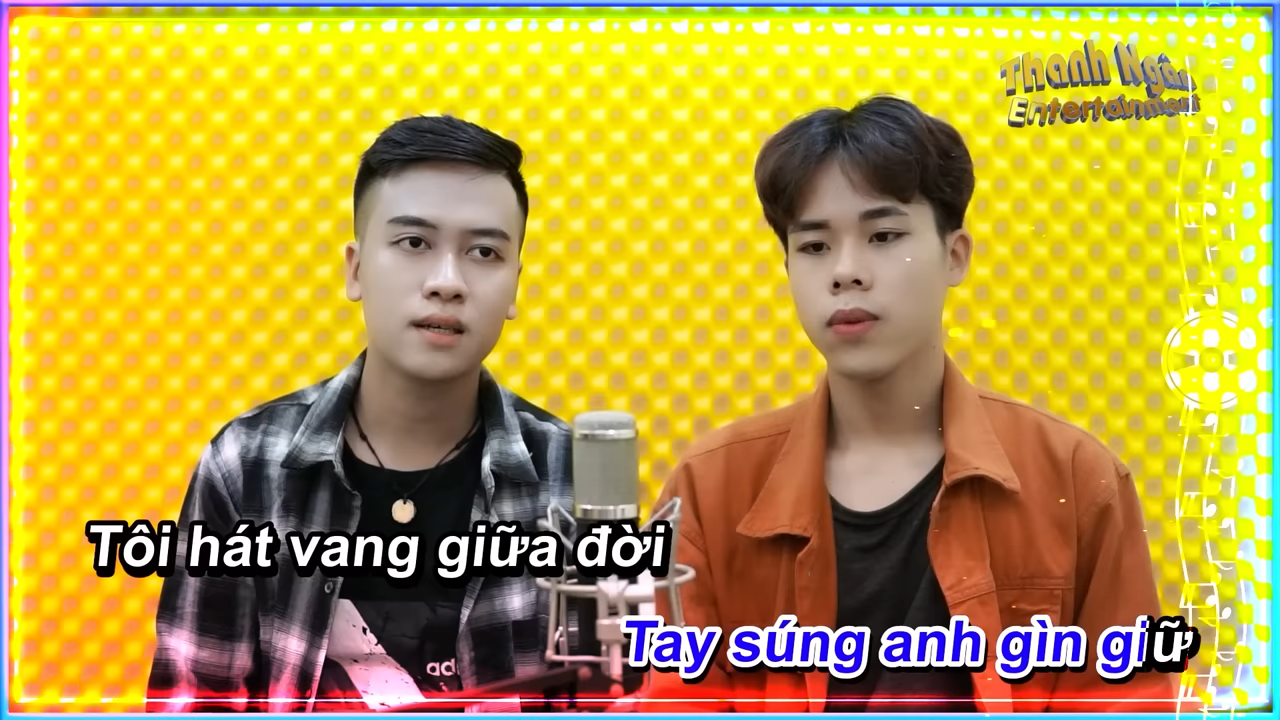 Thanh Ngân
Entertainment
Tôi hát vang giữa đời
Tay súng anh gìn giữ